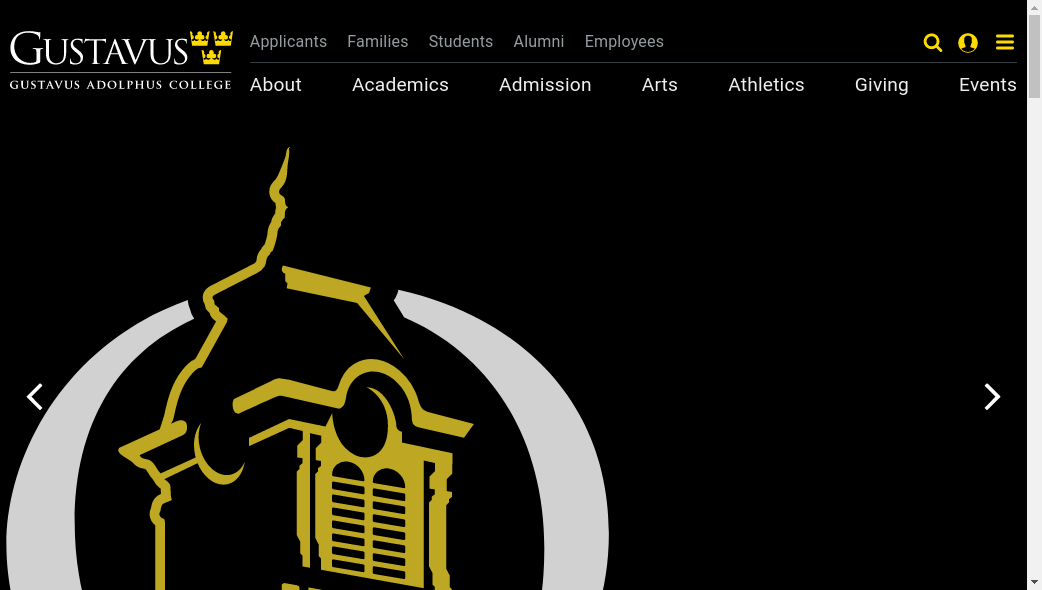 GUSTAVUS
GUSTAVUS ADOLPHUS COLLEGE
Applicants Families Students Alumni Employees
About Academics Admission Arts Athletics Giving Events